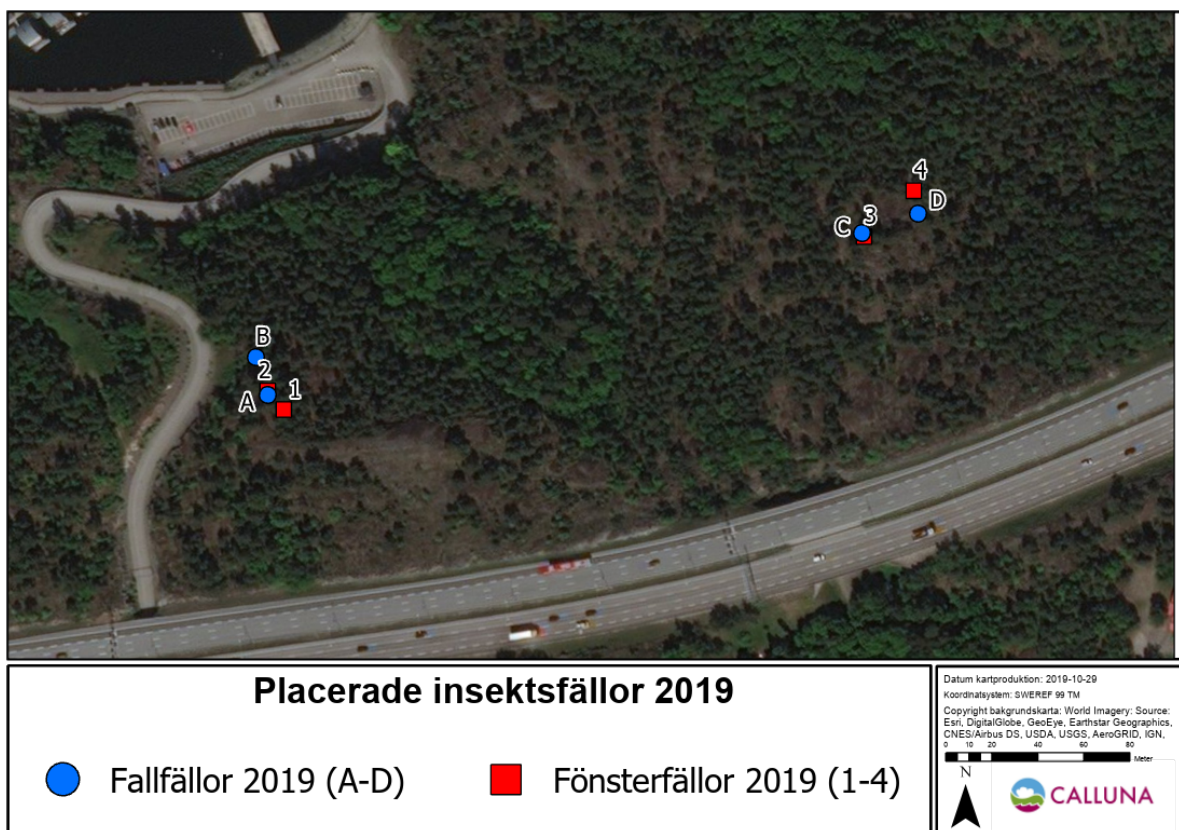 4
D
3
C
B
2
1
A
Placerade insektsfällor 2019
Fallfällor 2019 (A-D)
Fönsterfällor 2019 (1-4)
Datum kartproduktion: 2019-10-29
Koordinatsystem: SWEREF 99 TM
Copyright bakgrundskarta: World Imagery: Source:
Esri, DigitalGlobe, GeoEye, Earthstar Geographics,
CNES/Airbus DS, USDA, USGS, AeroGRID, IGN,
0 10 20 40 60 80
Meter
N
CALLUNA